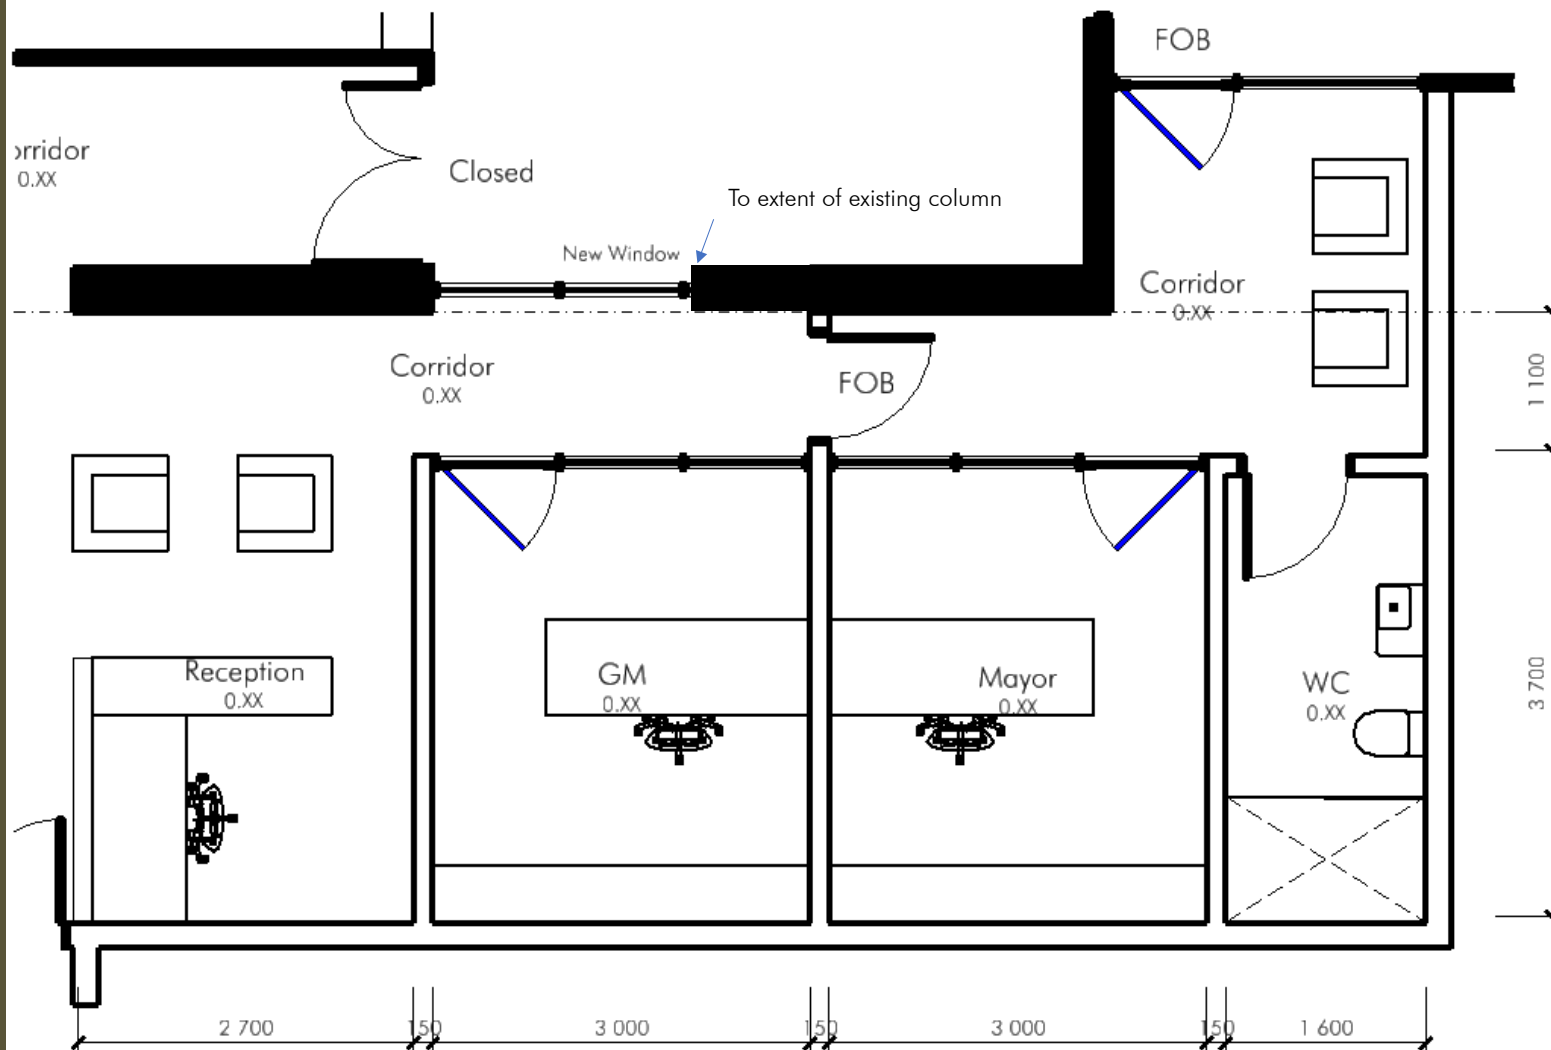 FOB
orridor
0.XX
Closed
To extent of existing column
New Window
Corridor
0.XX
Corridor
0.XX
FOB
1 100
Reception
0.XX
GM
0.XX
Mayor
0.XX
WC
0.XX
3 700
2 700
150
3 000
150
3 000
150
1 600